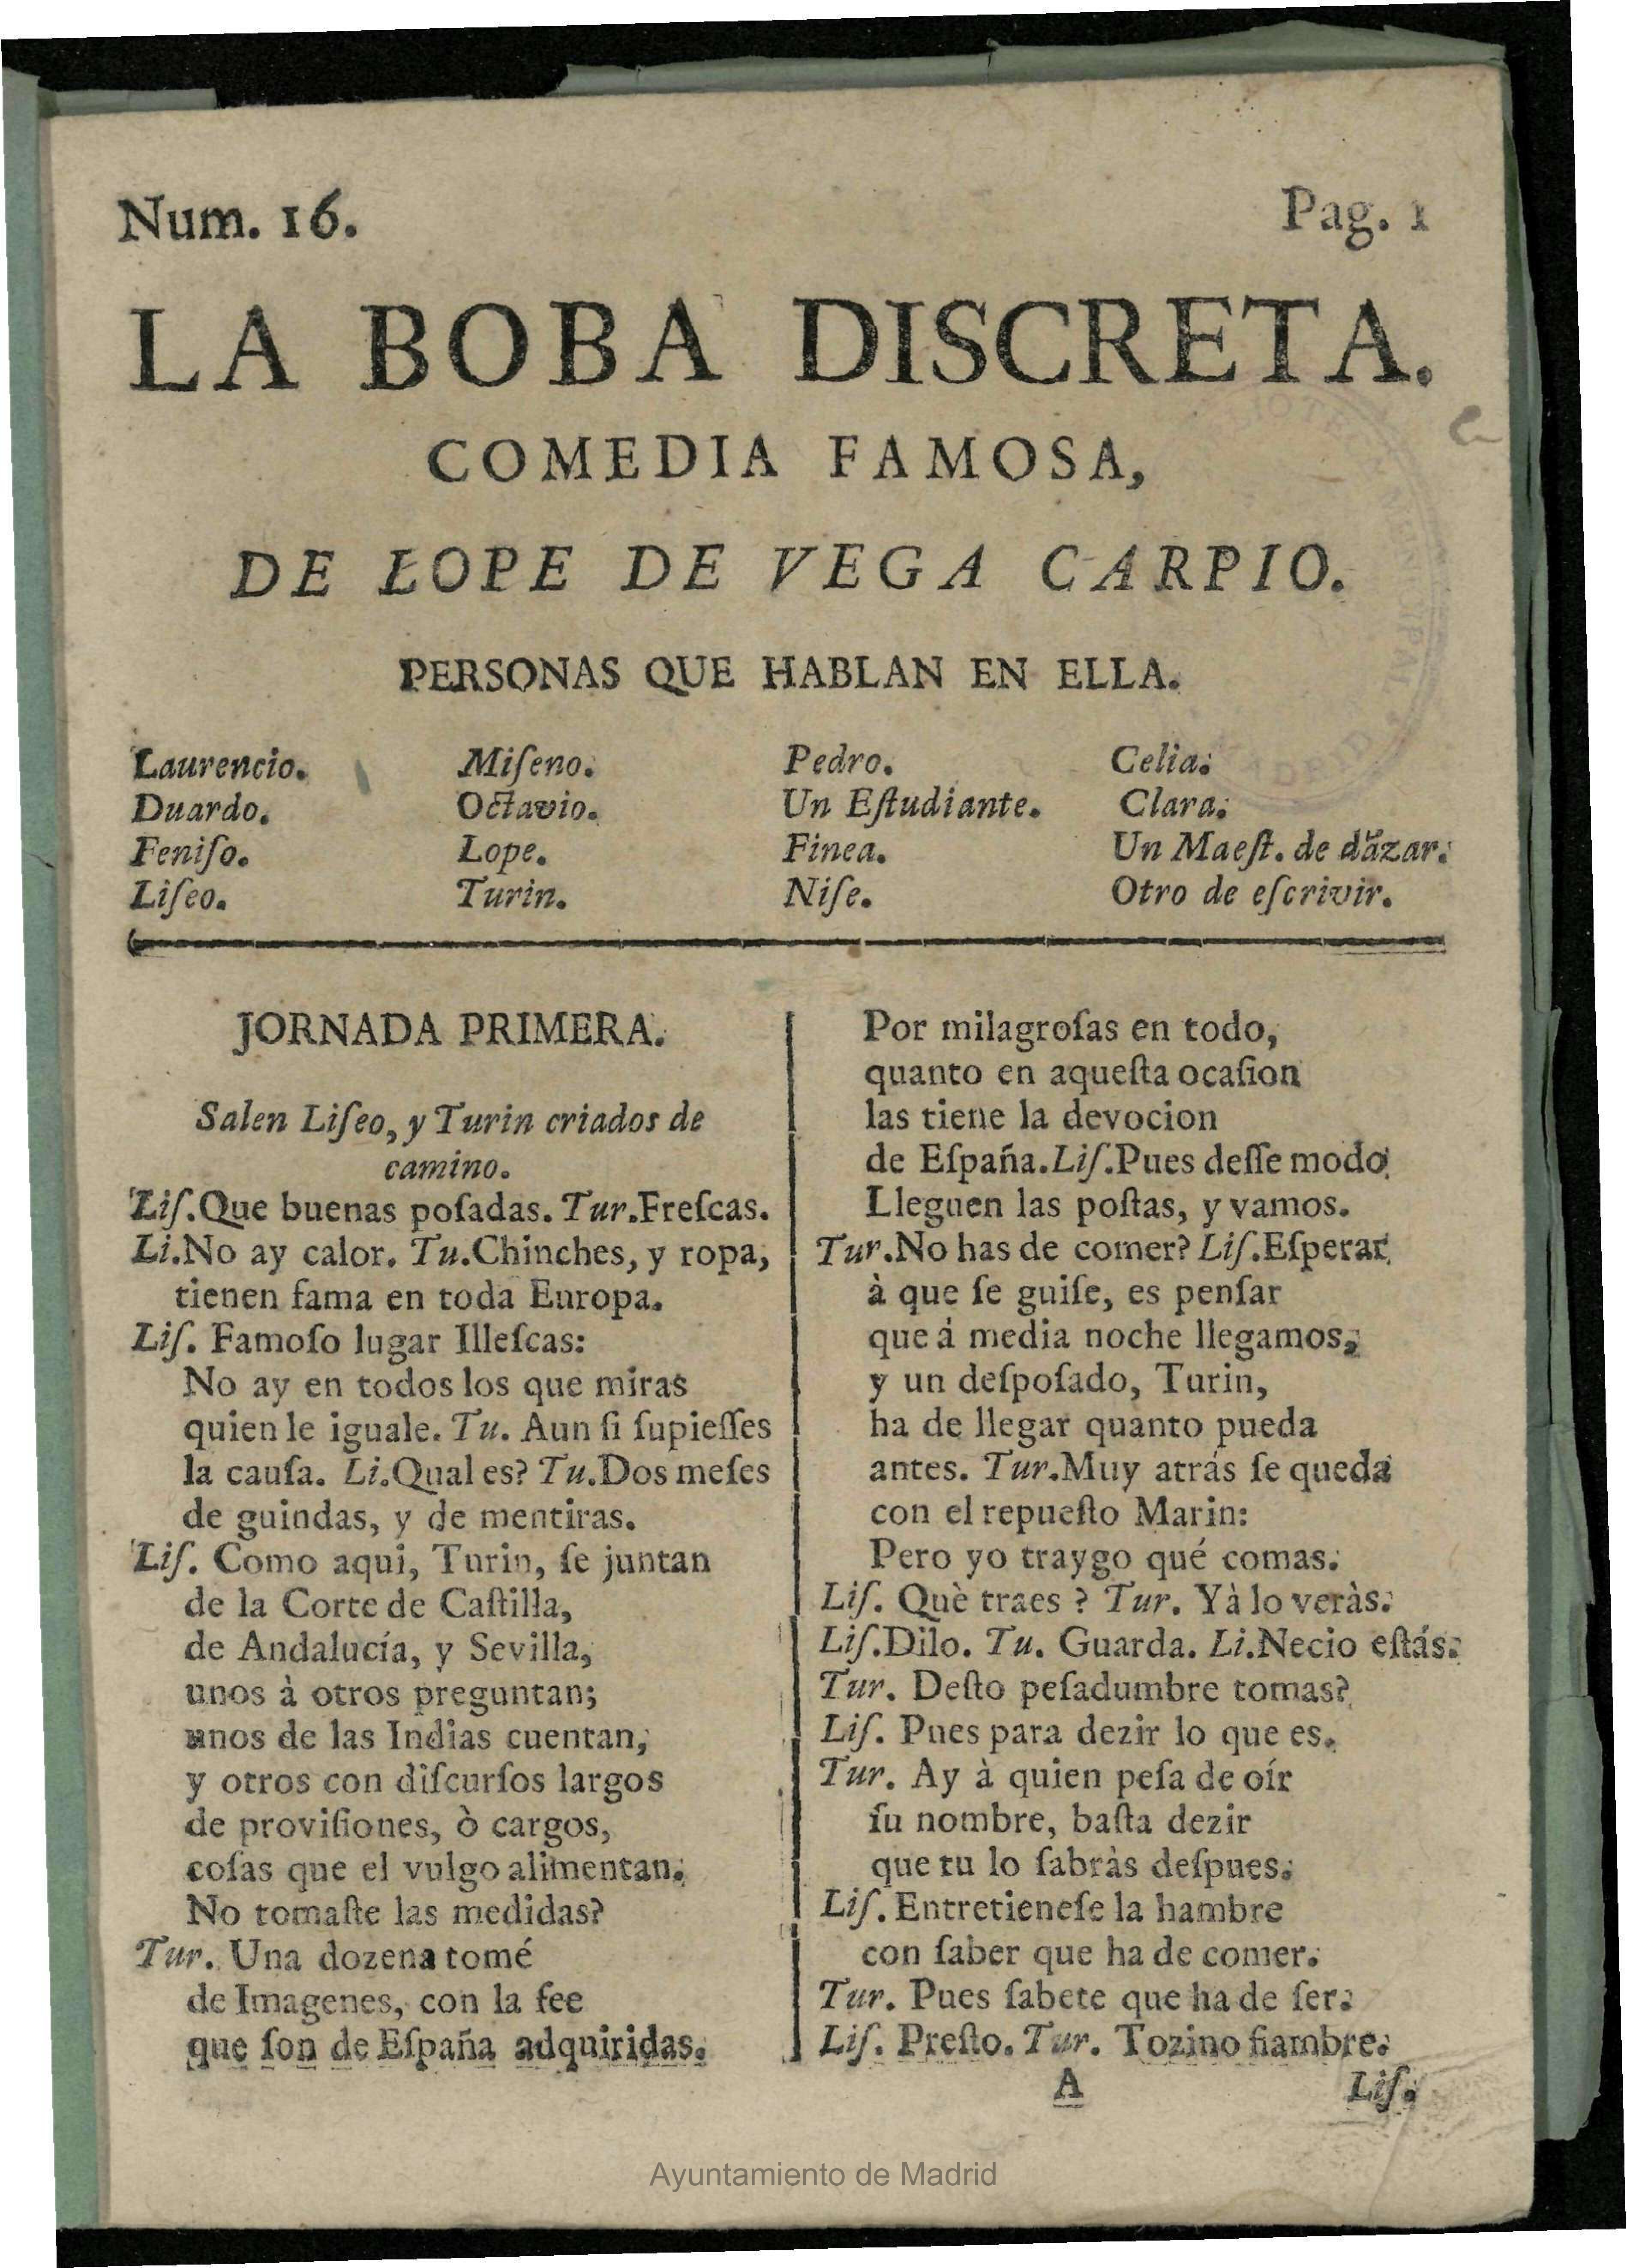 Num. 16.
Pag. 1
LA BOBA DISCRETA.
COMEDIA FAMOSA,
DE LOPE DE VEGA CARPIO.
PERSONAS QUE HABLAN EN ELLA.
Laurencio. Miſeno. Pedro. Celia.
Duardo. Octavio. Un Eſtudiante. Clara.
Feniſo. Lope. Finea. Un Maeſt. de dãzar.
Liſeo. Turin. Niſe. Otro de eſcrivir.
JORNADA PRIMERA.
Salen Liſeo, y Turin criados de
camino.
Liſ. Que buenas poſadas. Tur. Freſcas.
Li. No ay calor. Tu. Chinches, y ropa,
tienen fama en toda Europa.
Liſ. Famoſo lugar Illeſcas:
No ay en todos los que miras
quien le iguale. Tu. Aun ſi ſupieſſes
la cauſa. Li. Qual es? Tu. Dos meſes
de guindas, y de mentiras.
Liſ. Como aqui, Turin, ſe juntan
de la Corte de Caſtilla,
de Andalucía, y Sevilla,
unos à otros preguntan;
unos de las Indias cuentan,
y otros con diſcurſos largos
de proviſiones, ò cargos,
coſas que el vulgo alimentan.
No tomaſte las medidas?
Tur. Una dozena tomé
de Imagenes, con la fee
que ſon de Eſpaña adquiridas.
Por milagroſas en todo,
quanto en aqueſta ocaſion
las tiene la devocion
de Eſpaña. Liſ. Pues deſſe modo
Lleguen las poſtas, y vamos.
Tur. No has de comer? Liſ. Eſperar
à que ſe guiſe, es penſar
que á media noche llegamos,
y un deſpoſado, Turin,
ha de llegar quanto pueda
antes. Tur. Muy atrás ſe queda
con el repueſto Marin:
Pero yo traygo qué comas.
Liſ. Què traes? Tur. Yà lo veràs.
Liſ. Dilo. Tu. Guarda. Li. Necio eſtás.
Tur. Deſto peſadumbre tomas?
Liſ. Pues para dezir lo que es.
Tur. Ay à quien peſa de oír
ſu nombre, baſta dezir
que tu lo ſabràs deſpues.
Liſ. Entretieneſe la hambre
con ſaber que ha de comer.
Tur. Pues ſabete que ha de ſer.
Liſ. Preſto. Tur. Tozino fiambre.
A
Liſ.
Ayuntamiento de Madrid